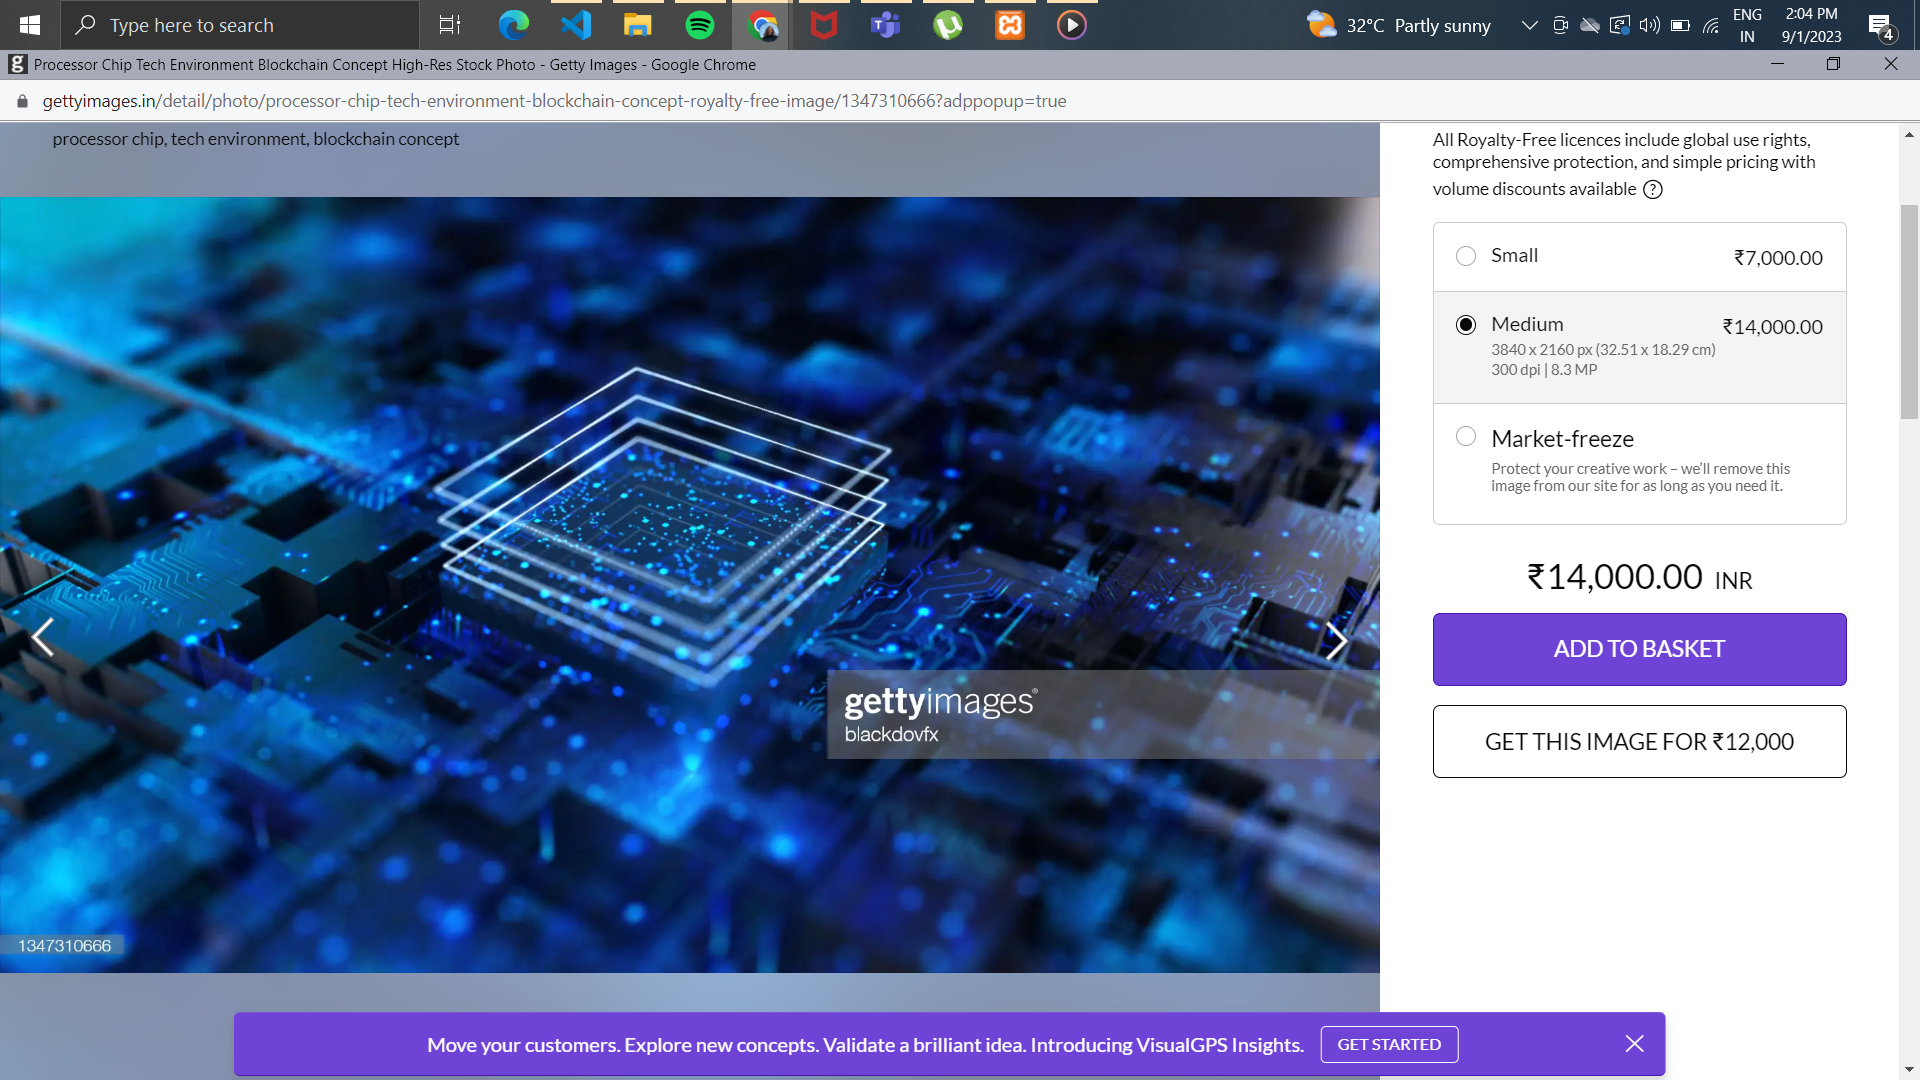 Type here to search
32°C Partly sunny
ENG
IN
2:04 PM
9/1/2023
4
Processor Chip Tech Environment Blockchain Concept High-Res Stock Photo - Getty Images - Google Chrome
gettyimages.in/detail/photo/processor-chip-tech-environment-blockchain-concept-royalty-free-image/1347310666?adppopup=true
processor chip, tech environment, blockchain concept
gettyimages®
blackdovfx
1347310666
All Royalty-Free licences include global use rights,
comprehensive protection, and simple pricing with
volume discounts available ?
Small ₹7,000.00
Medium ₹14,000.00
3840 x 2160 px (32.51 x 18.29 cm)
300 dpi | 8.3 MP
Market-freeze
Protect your creative work – we'll remove this
image from our site for as long as you need it.
₹14,000.00 INR
ADD TO BASKET
GET THIS IMAGE FOR ₹12,000
Move your customers. Explore new concepts. Validate a brilliant idea. Introducing VisualGPS Insights. GET STARTED